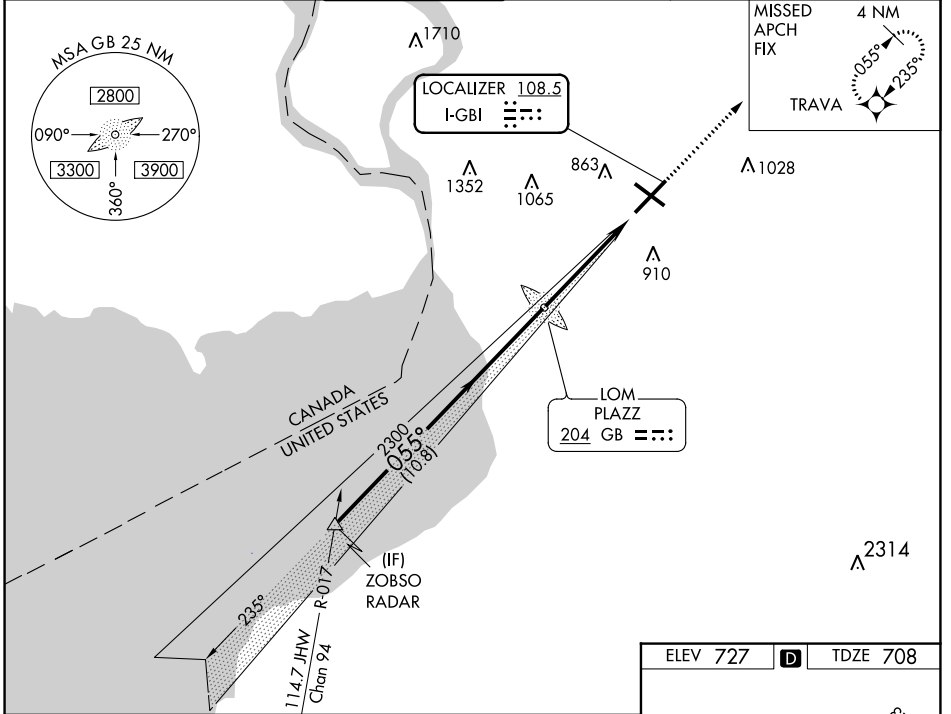 MSA GB 25 NM
2800
090°
270°
3300
3900
360°
1710
LOCALIZER 108.5
I-GBI
1352
1065
863
1028
910
MISSED
APCH
FIX
4 NM
055°
235°
TRAVA
LOM
PLAZZ
204 GB
CANADA
UNITED STATES
2300
055°
(10.8)
(IF)
ZOBSO
RADAR
235°
R-017
114.7 JHW
Chan 94
2314
ELEV 727 D TDZE 708